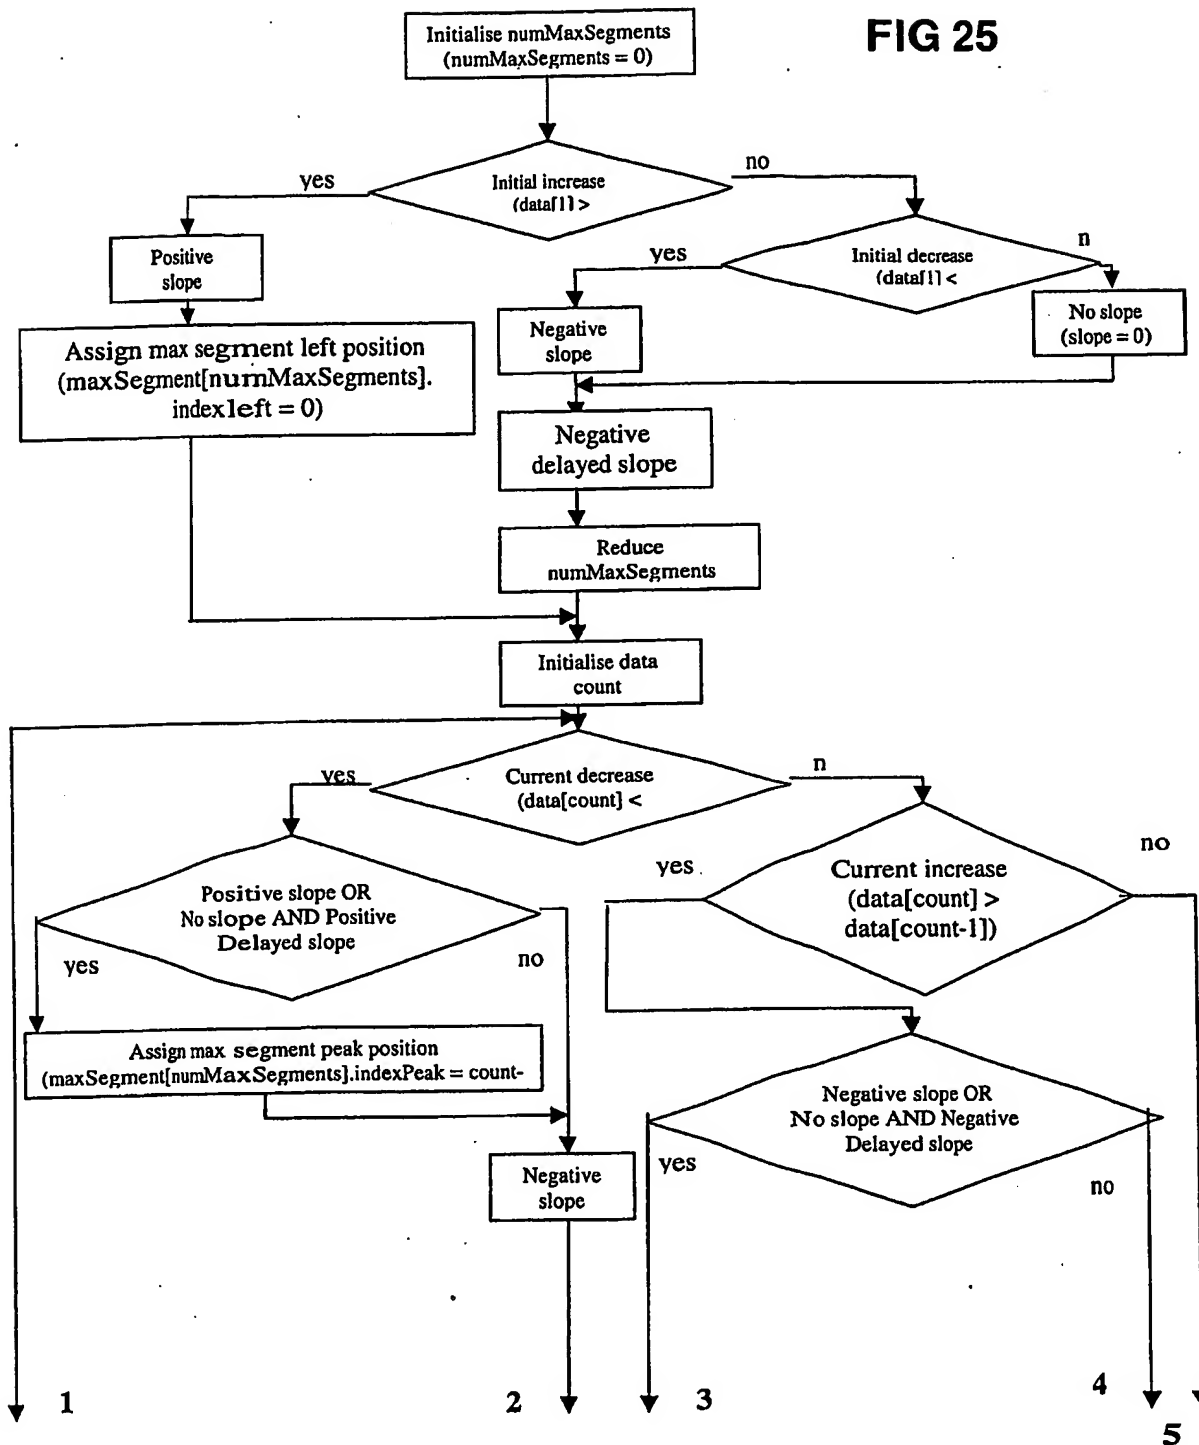 FIG 25
Initialise numMaxSegments
(numMaxSegments = 0)
yes
Initial increase
(data[1] >
no
Positive
slope
yes
Initial decrease
(data[1] <
n
Assign max segment left position
(maxSegment[numMaxSegments].
indexleft = 0)
Negative
slope
No slope
(slope = 0)
Negative
delayed slope
Reduce
numMaxSegments
Initialise data
count
yes
Current decrease
(data[count] <
n
Positive slope OR
No slope AND Positive
Delayed slope
yes
no
yes
Current increase
(data[count] >
data[count-1])
no
Assign max segment peak position
(maxSegment[numMaxSegments].indexPeak = count-
Negative
slope
Negative slope OR
No slope AND Negative
Delayed slope
yes
no
1
2
3
4
5